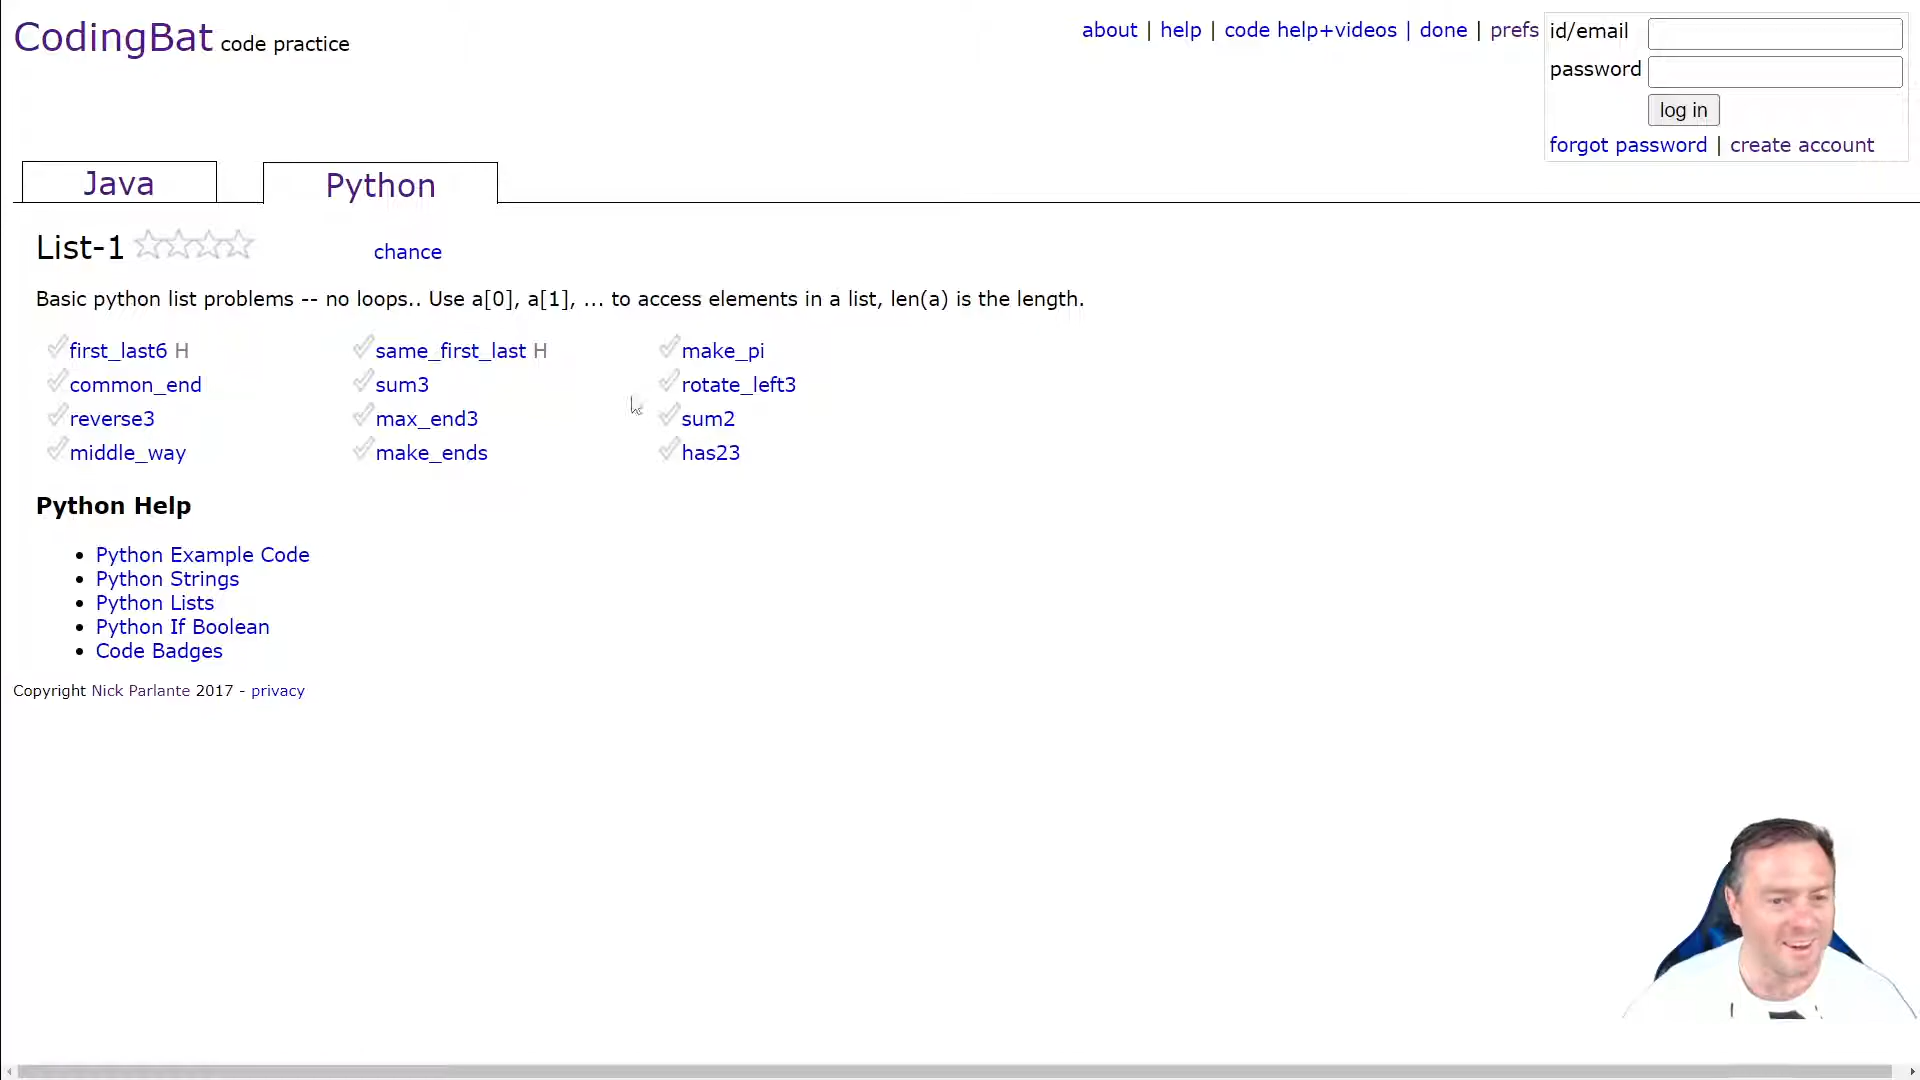 CodingBat code practice
about | help | code help+videos | done | prefs
id/email
password
log in
forgot password | create account
Java
Python
List-1
chance
Basic python list problems -- no loops.. Use a[0], a[1], ... to access elements in a list, len(a) is the length.
first_last6 H
same_first_last H
make_pi
common_end
sum3
rotate_left3
reverse3
max_end3
sum2
middle_way
make_ends
has23
Python Help
Python Example Code
Python Strings
Python Lists
Python If Boolean
Code Badges
Copyright Nick Parlante 2017 - privacy